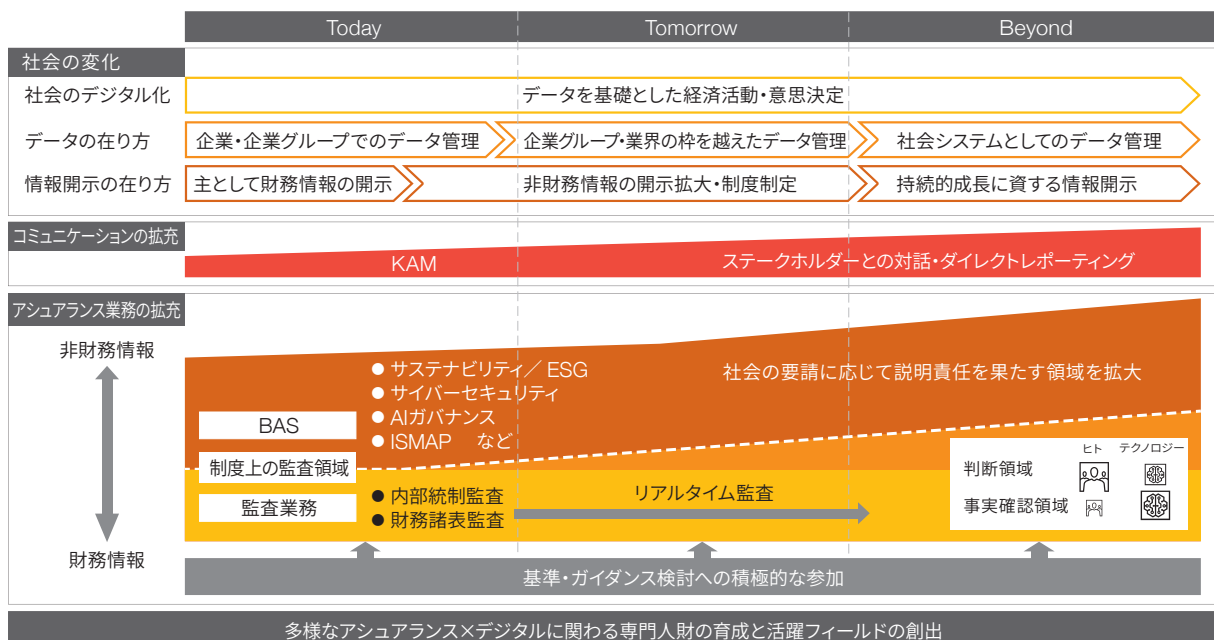 Today
Tomorrow
Beyond
社会の変化
社会のデジタル化
データを基礎とした経済活動・意思決定
データの在り方
企業・企業グループでのデータ管理
企業グループ・業界の枠を越えたデータ管理
社会システムとしてのデータ管理
情報開示の在り方
主として財務情報の開示
非財務情報の開示拡大・制度制定
持続的成長に資する情報開示
コミュニケーションの拡充
KAM
ステークホルダーとの対話・ダイレクトレポーティング
アシュアランス業務の拡充
非財務情報
財務情報
● サステナビリティ／ ESG
● サイバーセキュリティ
● AIガバナンス
● ISMAP など
社会の要請に応じて説明責任を果たす領域を拡大
BAS
制度上の監査領域
監査業務
● 内部統制監査
● 財務諸表監査
リアルタイム監査
ヒト テクノロジー
判断領域
事実確認領域
基準・ガイダンス検討への積極的な参加
多様なアシュアランス×デジタルに関わる専門人財の育成と活躍フィールドの創出